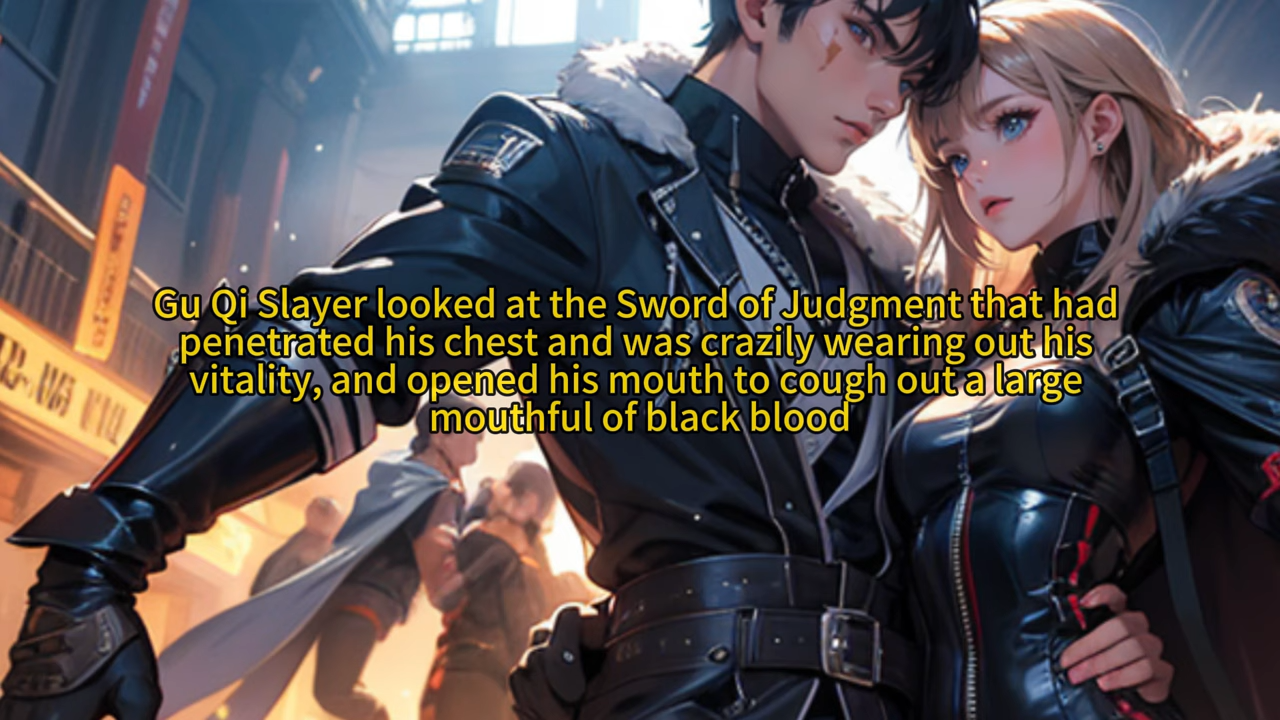 Gu Qi Slayer looked at the Sword of Judgment that had
penetrated his chest and was crazily wearing out his
vitality, and opened his mouth to cough out a large
mouthful of black blood